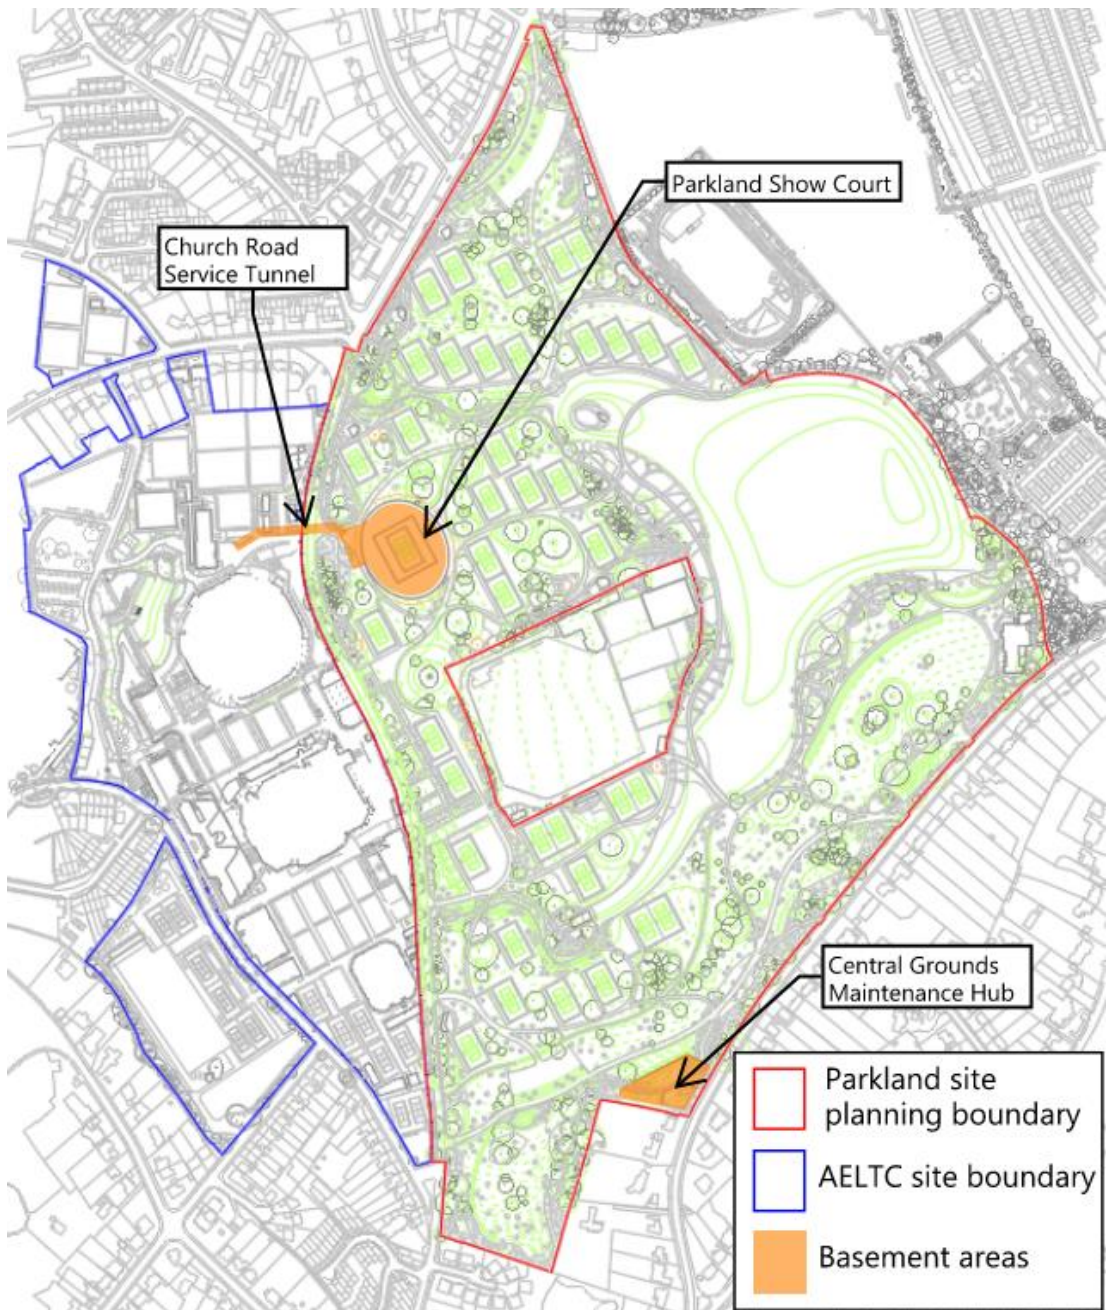 Parkland Show Court
Church Road
Service Tunnel
Central Grounds
Maintenance Hub
Parkland site
planning boundary
AELTC site boundary
Basement areas